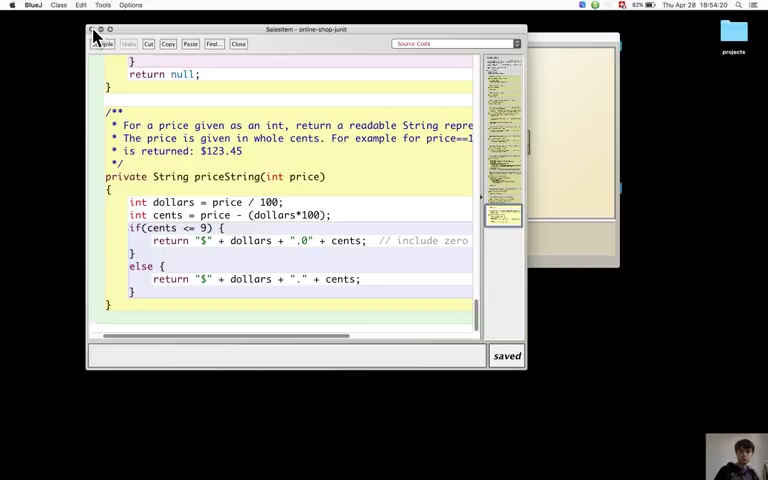 BlueJ Class Edit Tools Options 82% Thu Apr 28 18:54:20
SalesItem - online-shop-junit
Undo Cut Copy Paste Find... Close Source Code
projects
}
return null;
}
/**
* For a price given as an int, return a readable String repre
* The price is given in whole cents. For example for price==1
* is returned: $123.45
*/
private String priceString(int price)
{
int dollars = price / 100;
int cents = price - (dollars*100);
if(cents <= 9) {
return "$" + dollars + ".0" + cents; // include zero
}
else {
return "$" + dollars + "." + cents;
}
}
saved